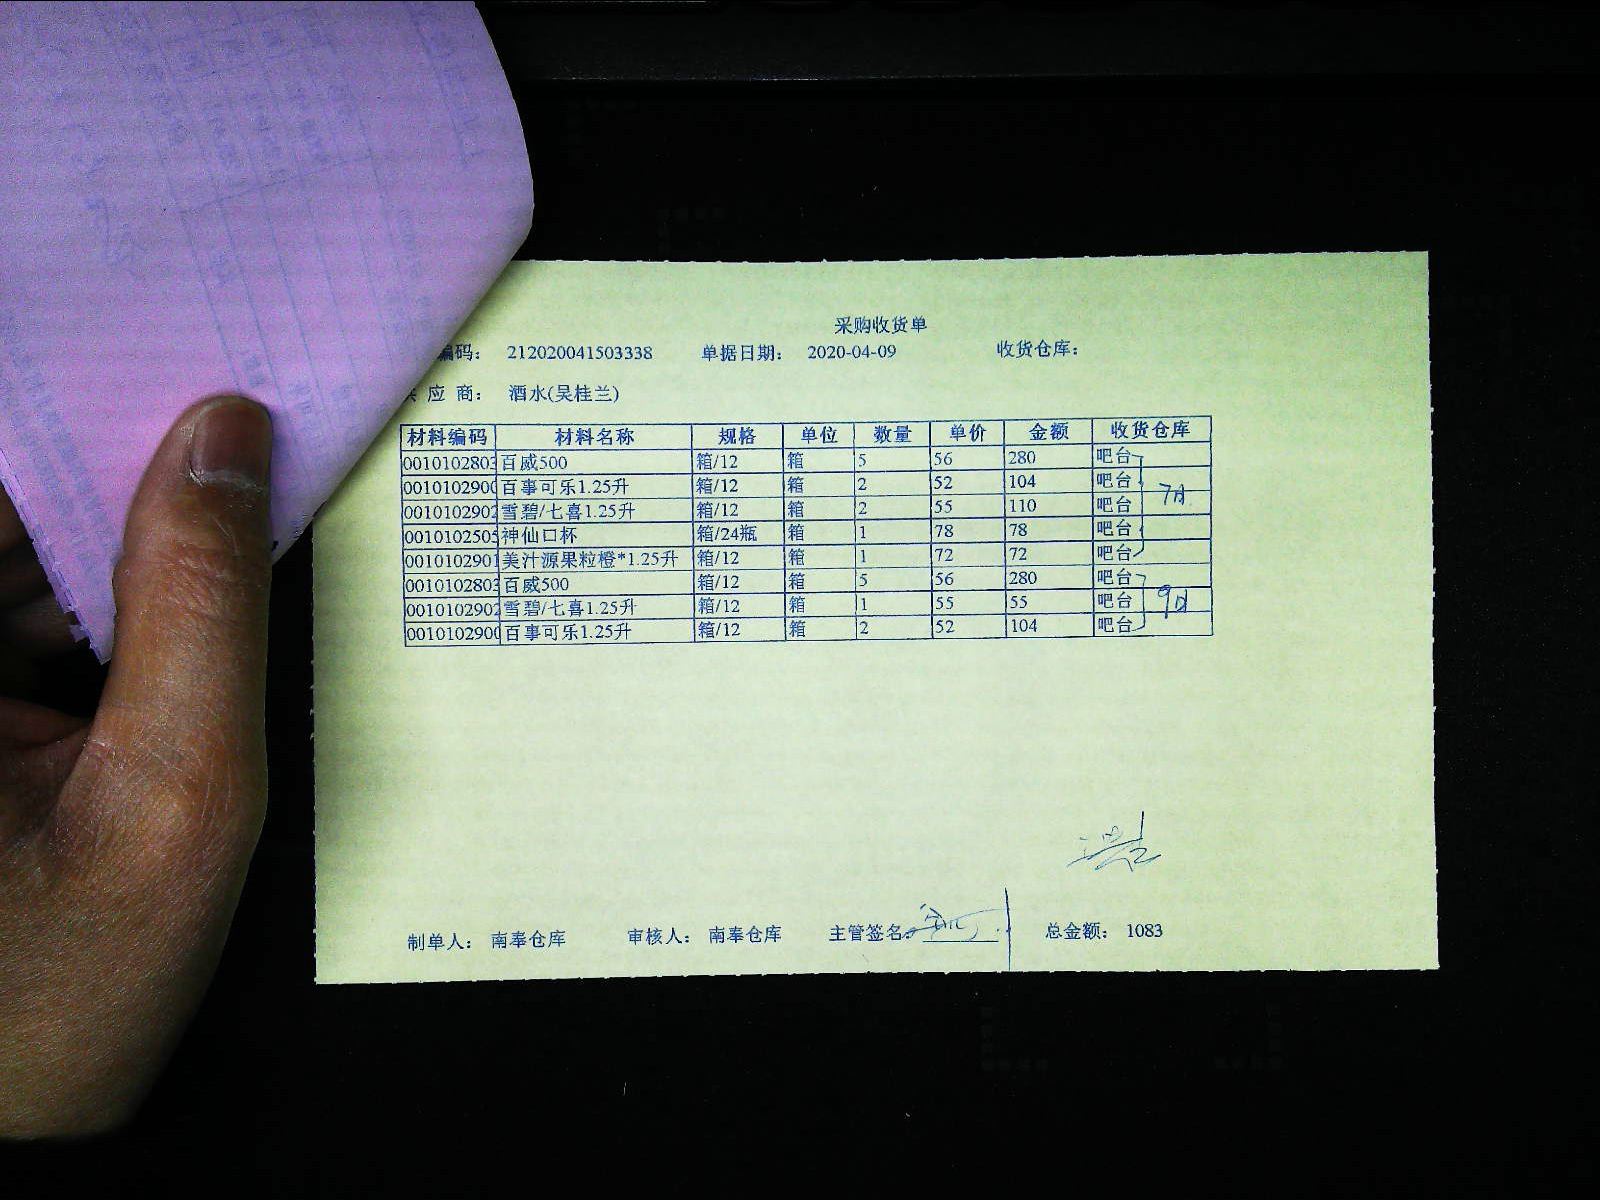 采购收货单
编码： 212020041503338 单据日期： 2020-04-09 收货仓库：
应 商： 酒水(吴桂兰)
材料编码 材料名称 规格 单位 数量 单价 金额 收货仓库
0010102803 百威500 箱/12 箱 5 56 280 吧台
0010102900 百事可乐1.25升 箱/12 箱 2 52 104 吧台
7日
0010102902 雪碧/七喜1.25升 箱/12 箱 2 55 110 吧台
0010102505 神仙口杯 箱/24瓶 箱 1 78 78 吧台
0010102901 美汁源果粒橙*1.25升 箱/12 箱 1 72 72 吧台
0010102803 百威500 箱/12 箱 5 56 280 吧台
0010102902 雪碧/七喜1.25升 箱/12 箱 1 55 55 吧台
9日
0010102900 百事可乐1.25升 箱/12 箱 2 52 104 吧台
制单人： 南奉仓库 审核人： 南奉仓库 主管签名： 总金额： 1083